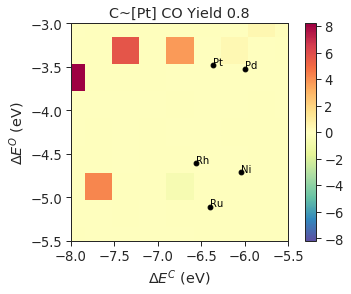 C~[Pt] CO Yield 0.8
−3.0
−3.5
−4.0
−4.5
−5.0
−5.5
ΔE^O (eV)
Pt
Pd
Rh
Ni
Ru
−8.0 −7.5 −7.0 −6.5 −6.0 −5.5
ΔE^C (eV)
8
6
4
2
0
−2
−4
−6
−8